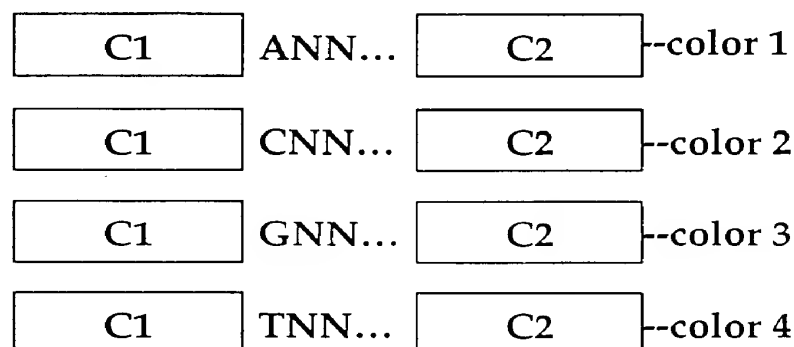 C1 ANN... C2 --color 1
C1 CNN... C2 --color 2
C1 GNN... C2 --color 3
C1 TNN... C2 --color 4